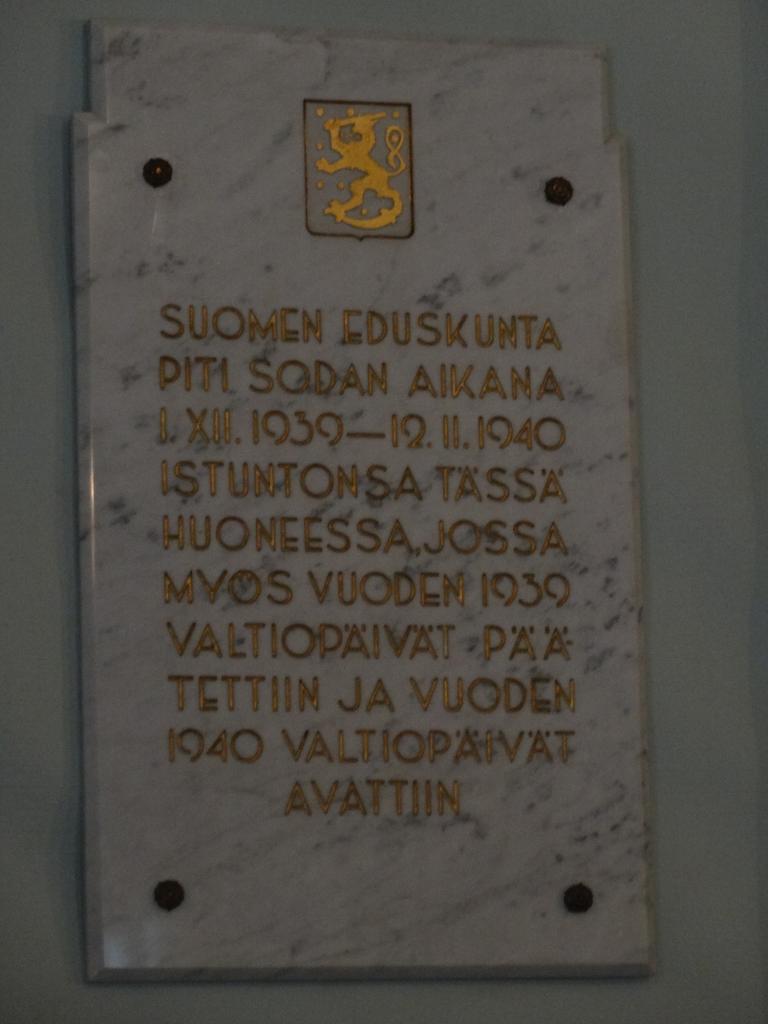 SUOMEN EDUSKUNTA
PITI SODAN AIKANA
1. XII. 1939—12. II. 1940
ISTUNTONSA TÄSSÄ
HUONEESSA, JOSSA
MYÖS VUODEN 1939
VALTIOPÄIVÄT PÄÄ-
TETTIIN JA VUODEN
1940 VALTIOPÄIVÄT
AVATTIIN